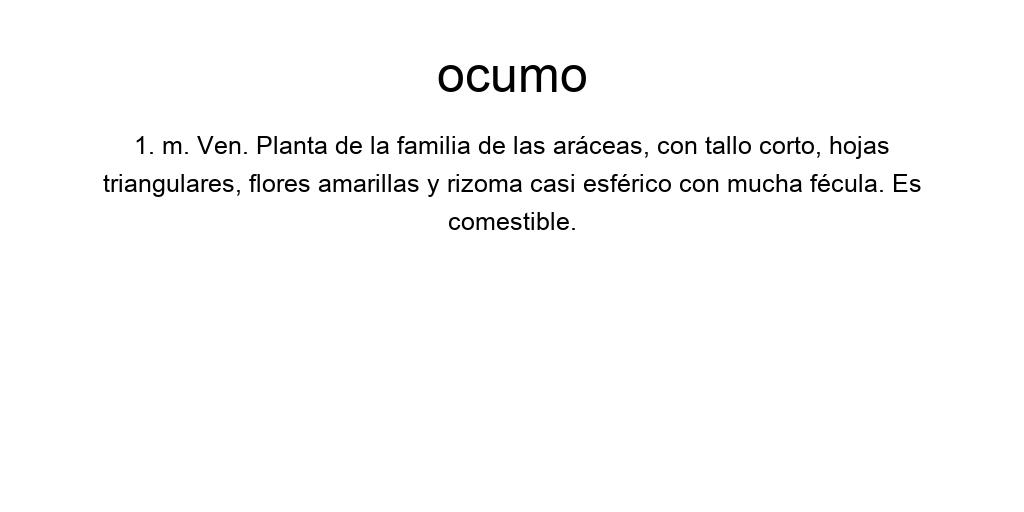 ocumo
1. m. Ven. Planta de la familia de las aráceas, con tallo corto, hojas
triangulares, flores amarillas y rizoma casi esférico con mucha fécula. Es
comestible.